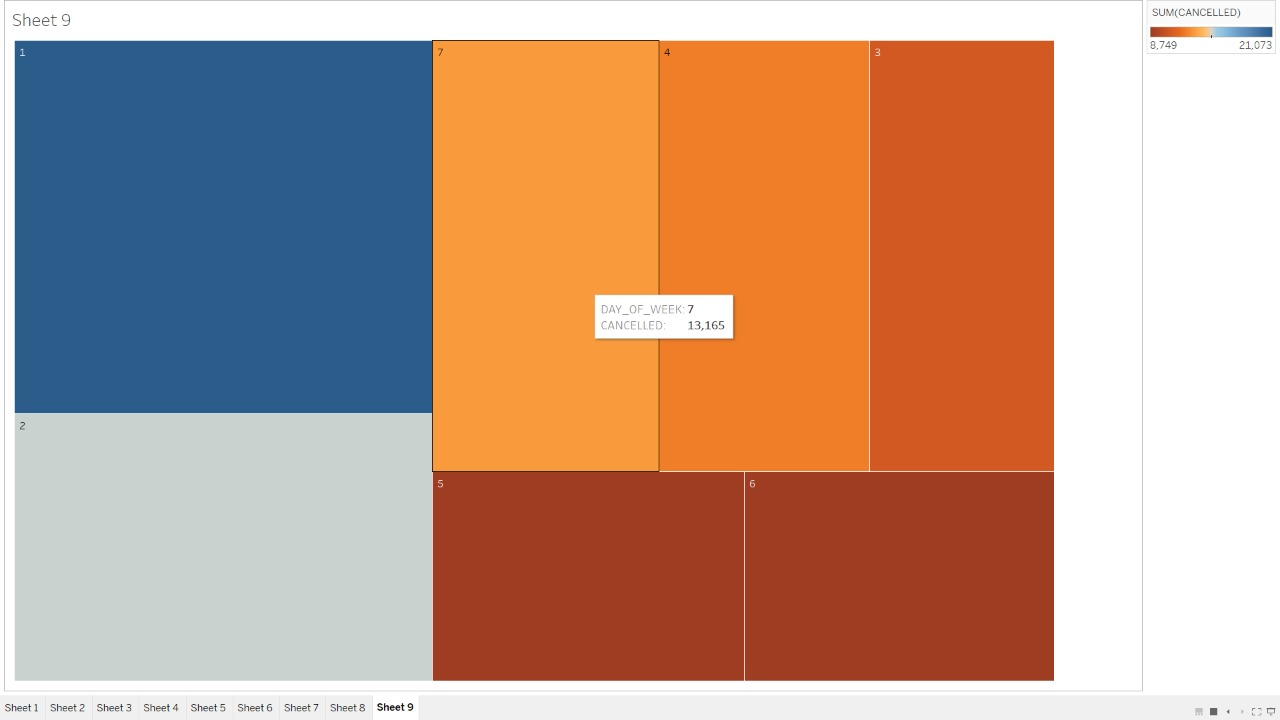 Sheet 9
SUM(CANCELLED)
8,749 21,073
1
7
4
3
DAY_OF_WEEK: 7
CANCELLED: 13,165
2
5
6
Sheet 1 Sheet 2 Sheet 3 Sheet 4 Sheet 5 Sheet 6 Sheet 7 Sheet 8 Sheet 9